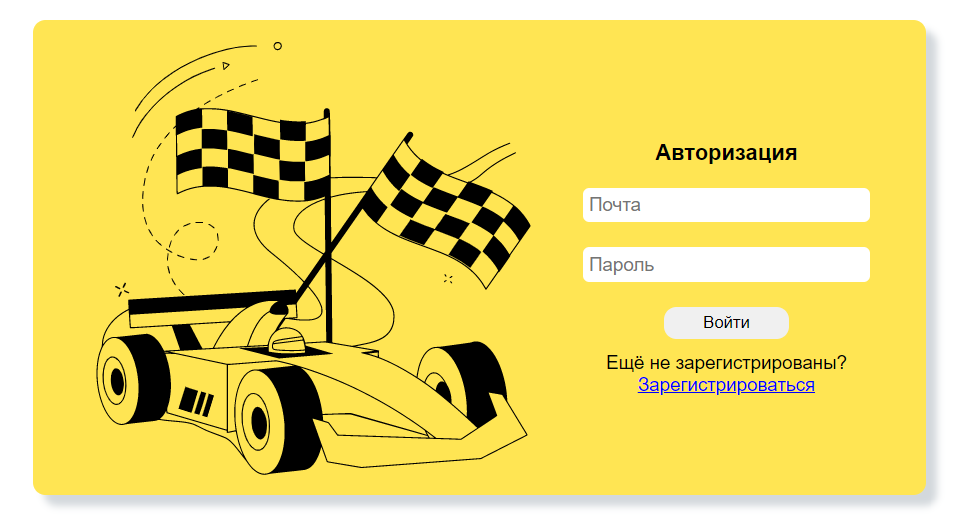 Авторизация
Почта
Пароль
Войти
Ещё не зарегистрированы?
Зарегистрироваться